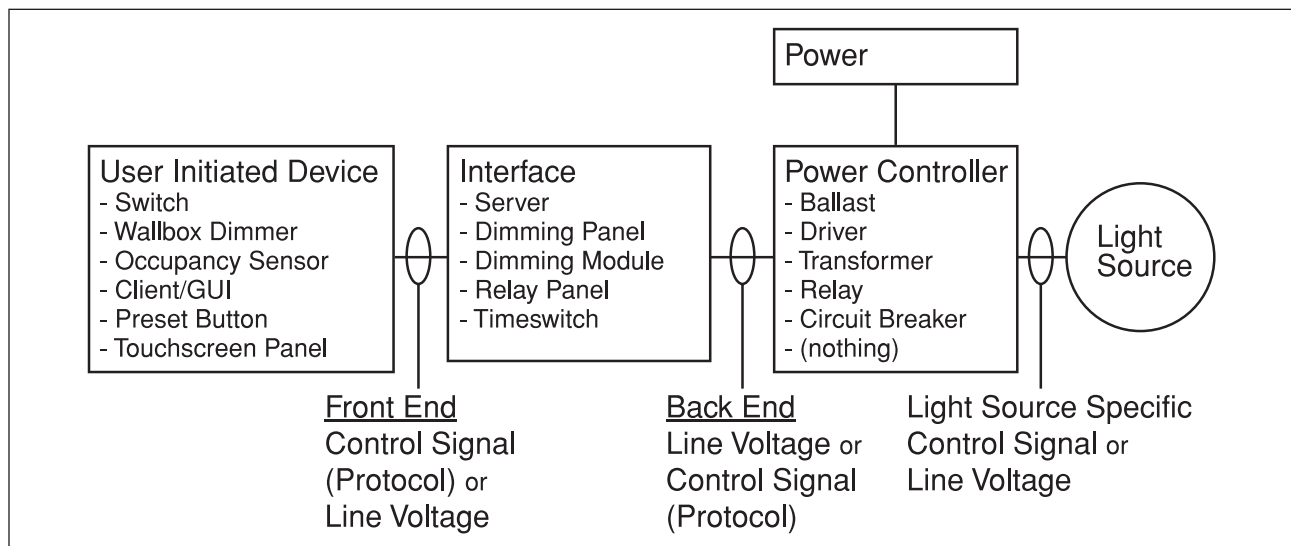 Power
User Initiated Device
- Switch
- Wallbox Dimmer
- Occupancy Sensor
- Client/GUI
- Preset Button
- Touchscreen Panel
Interface
- Server
- Dimming Panel
- Dimming Module
- Relay Panel
- Timeswitch
Power Controller
- Ballast
- Driver
- Transformer
- Relay
- Circuit Breaker
- (nothing)
Light
Source
Front End
Control Signal
(Protocol) or
Line Voltage
Back End
Line Voltage or
Control Signal
(Protocol)
Light Source Specific
Control Signal or
Line Voltage